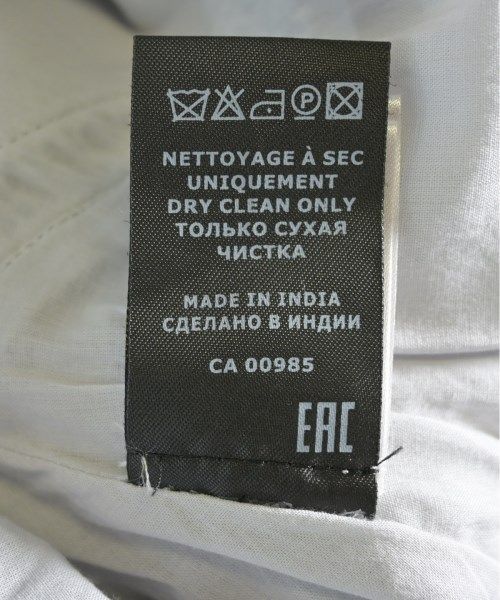 P
NETTOYAGE À SEC
UNIQUEMENT
DRY CLEAN ONLY
ТОЛЬКО СУХАЯ
ЧИСТКА
MADE IN INDIA
СДЕЛАНО В ИНДИИ
CA 00985
EAC